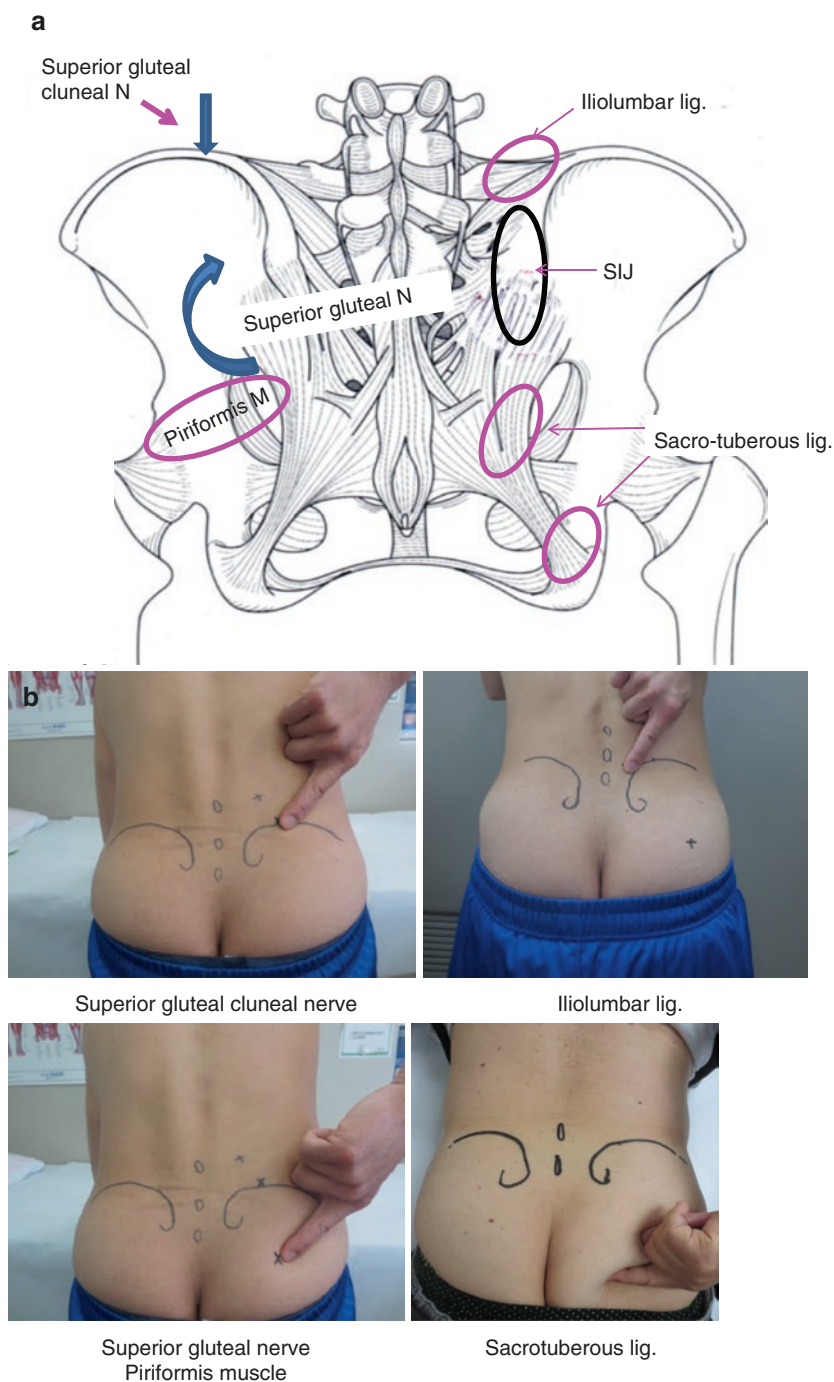 a
Superior gluteal
cluneal N
Iliolumbar lig.
SIJ
Superior gluteal N
Piriformis M
Sacro-tuberous lig.
b
Superior gluteal cluneal nerve
Iliolumbar lig.
Superior gluteal nerve
Piriformis muscle
Sacrotuberous lig.